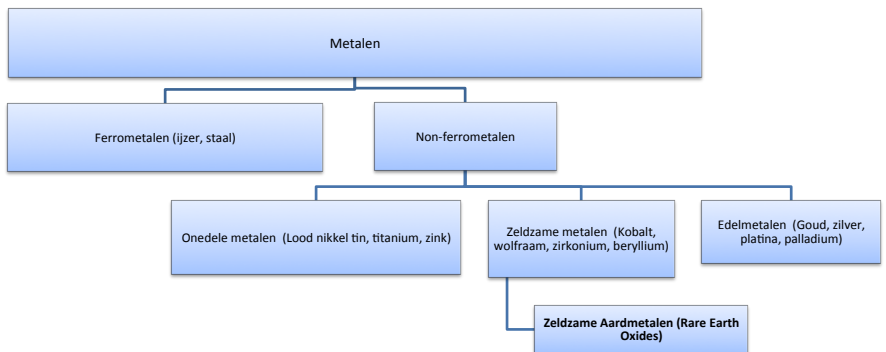 Metalen
Ferrometalen (ijzer, staal)
Non-ferrometalen
Onedele metalen (Lood nikkel tin, titanium, zink)
Zeldzame metalen (Kobalt,
wolfraam, zirkonium, beryllium)
Edelmetalen (Goud, zilver,
platina, palladium)
Zeldzame Aardmetalen (Rare Earth
Oxides)